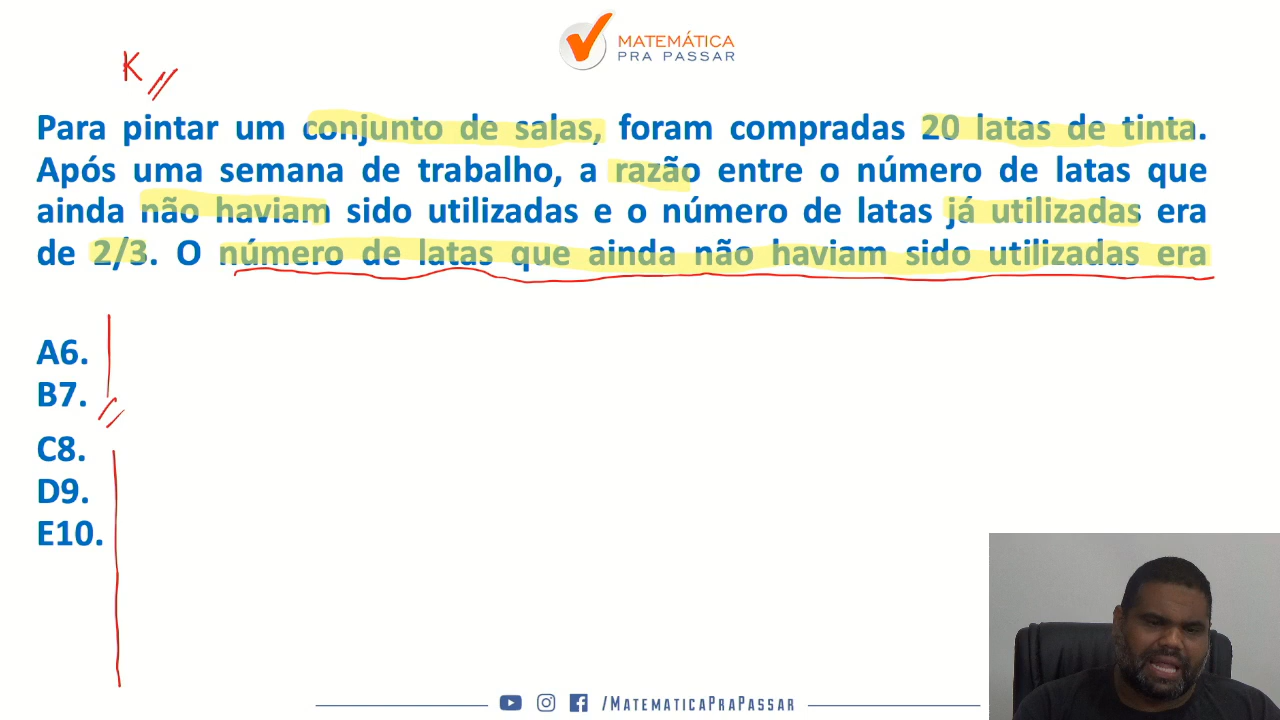 MATEMÁTICA
PRA PASSAR
K
Para pintar um conjunto de salas, foram compradas 20 latas de tinta.
Após uma semana de trabalho, a razão entre o número de latas que
ainda não haviam sido utilizadas e o número de latas já utilizadas era
de 2/3. O número de latas que ainda não haviam sido utilizadas era
A6.
B7.
C8.
D9.
E10.
/MATEMATICAPRAPASSAR